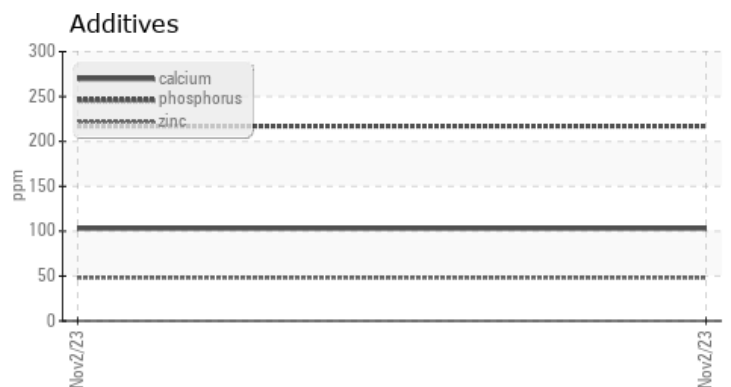 Additives
300
250
200
150
100
50
0
ppm
calcium
phosphorus
zinc
Nov2/23
Nov2/23